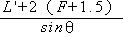 L'+2 (F+1.5)
sinθ